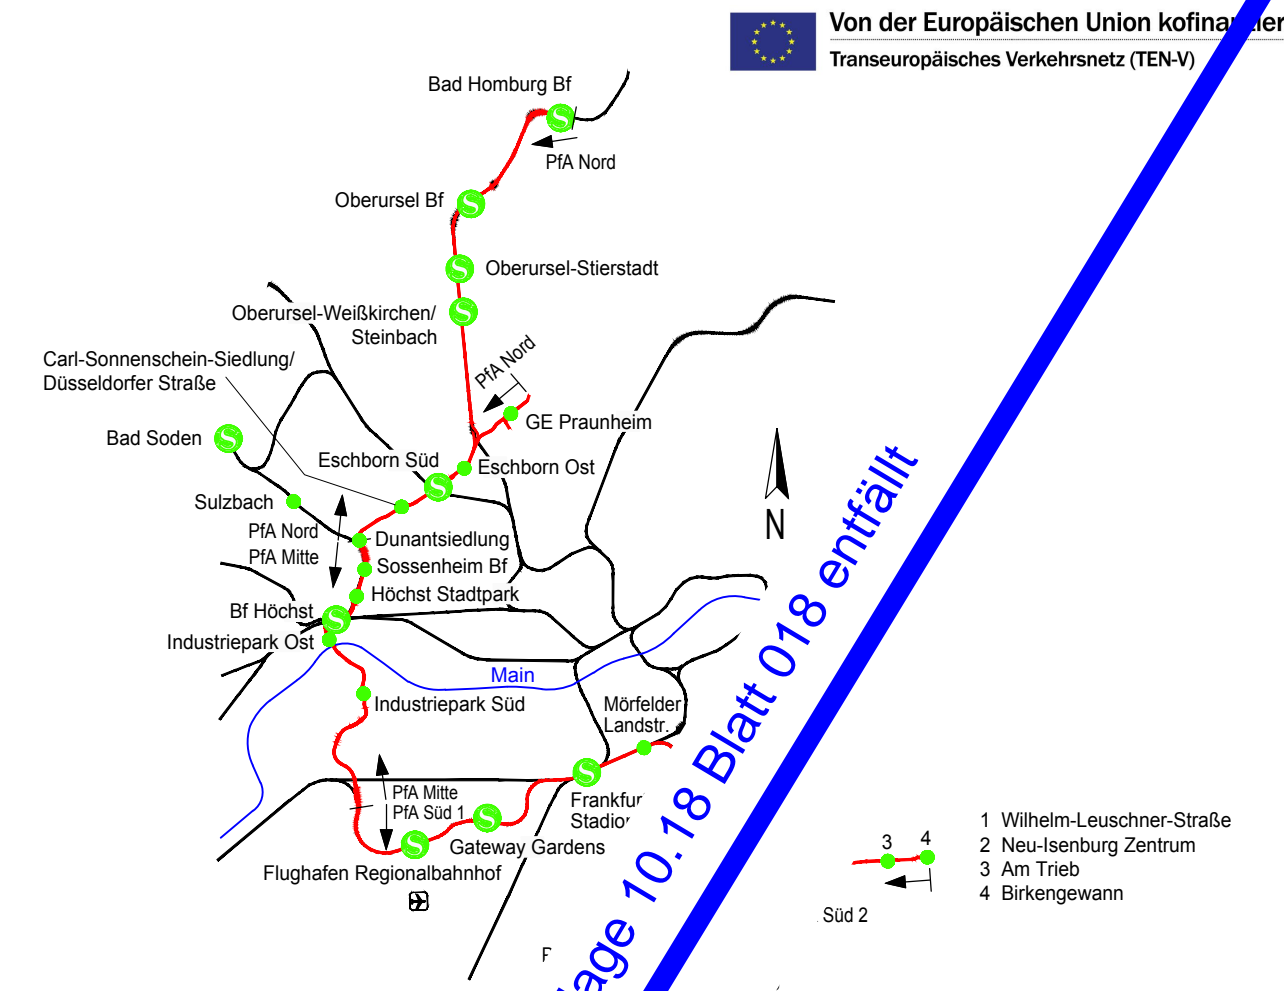 Von der Europäischen Union
Transeuropäisches Verkehrsnetz (TEN-V)
Bad Homburg Bf
PfA Nord
Oberursel Bf
Oberursel-Stierstadt
Oberursel-Weißkirchen/
Steinbach
Carl-Sonnenschein-Siedlung/
Düsseldorfer Straße
PfA Nord
GE Praunheim
Bad Soden
Eschborn Süd
Eschborn Ost
Sulzbach
PfA Nord
PfA Mitte
Dunantsiedlung
Sossenheim Bf
Höchst Stadtpark
Bf Höchst
Industriepark Ost
N
Main
Industriepark Süd
Mörfelder
Landstr.
PfA Mitte
PfA Süd 1
Gateway Gardens
Flughafen Regionalbahnhof
10.18 Blatt 018 entfällt
3 4
Süd 2
1 Wilhelm-Leuschner-Straße
2 Neu-Isenburg Zentrum
3 Am Trieb
4 Birkengewann